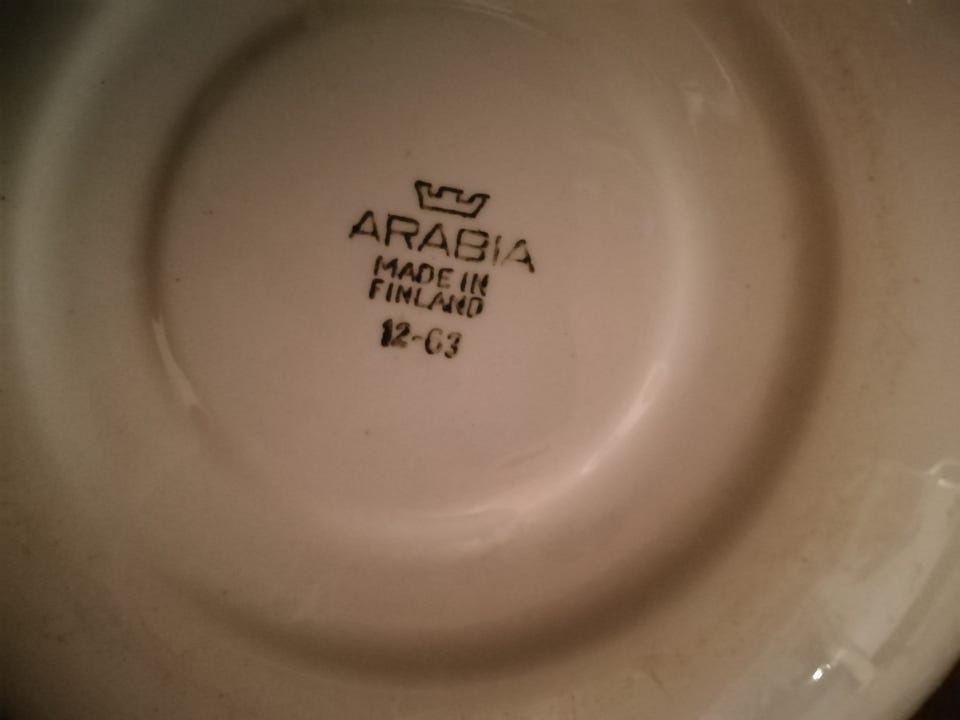 ARABIA
MADE IN
FINLAND
12-63